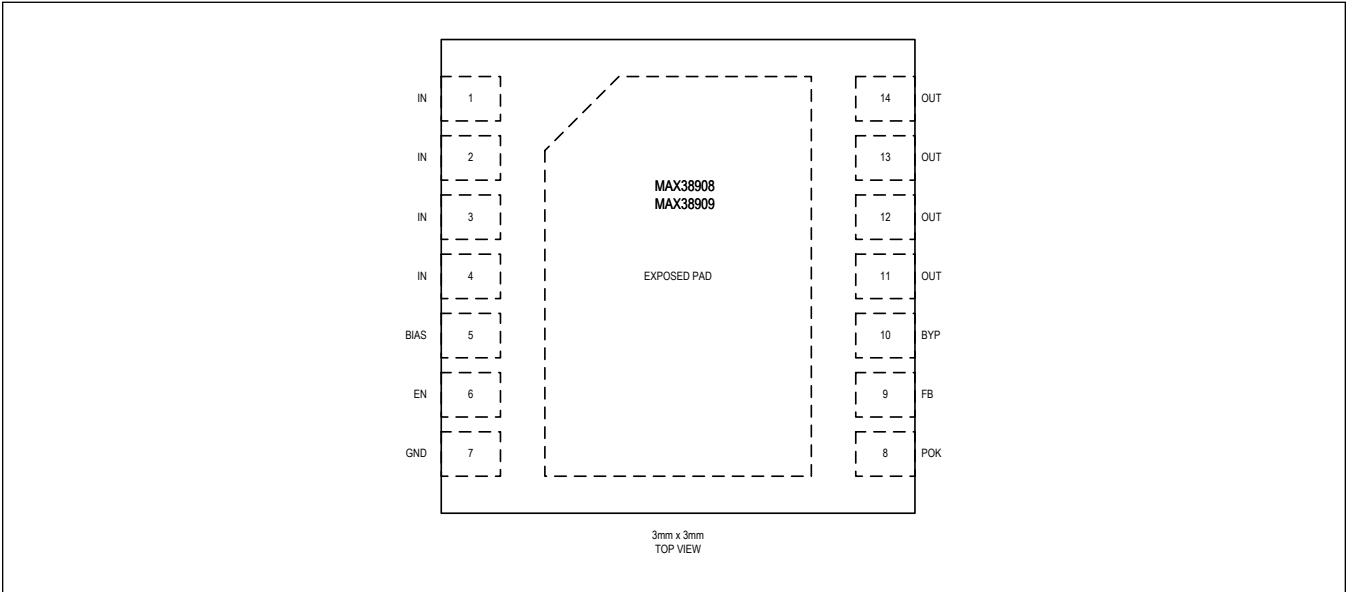 IN 1 14 OUT
IN 2 13 OUT
MAX38908
MAX38909
IN 3 12 OUT
IN 4 EXPOSED PAD 11 OUT
BIAS 5 10 BYP
EN 6 9 FB
GND 7 8 POK
3mm x 3mm
TOP VIEW